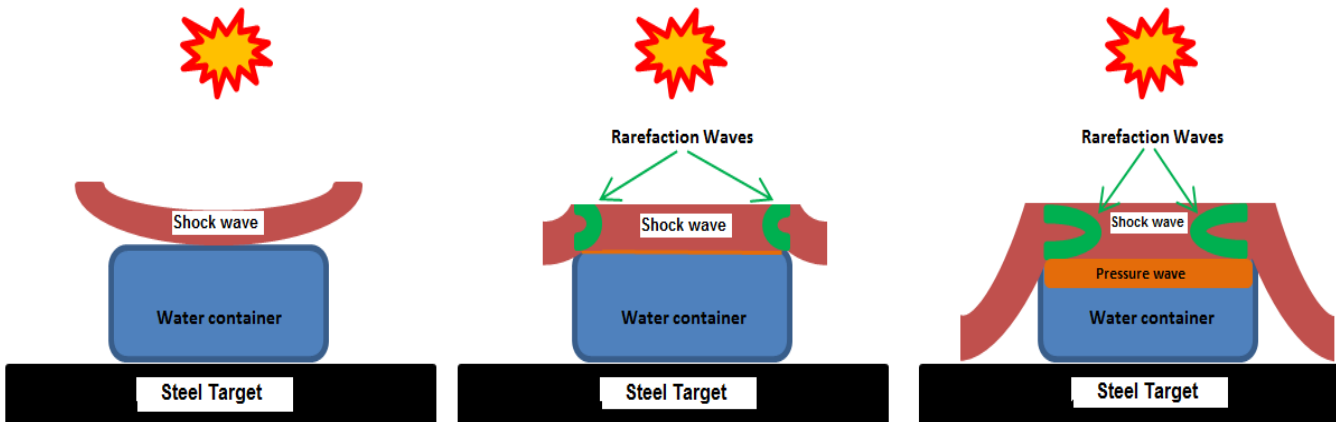 Shock wave
Water container
Steel Target
Rarefaction Waves
Shock wave
Water container
Steel Target
Rarefaction Waves
Shock wave
Pressure wave
Water container
Steel Target